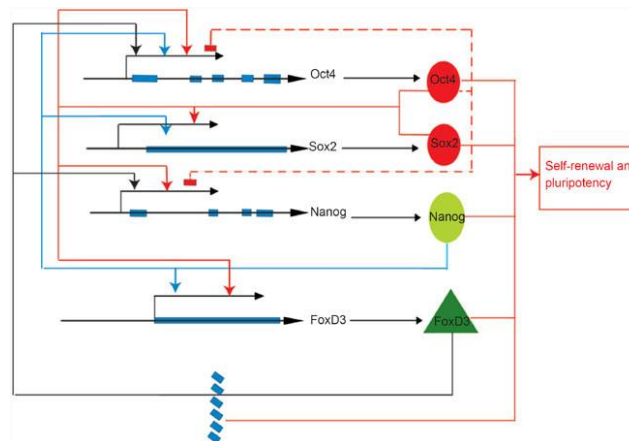 Oct4
Oct4
Sox2
Sox2
Self-renewal an
pluripotency
Nanog
Nanog
FoxD3
FoxD3